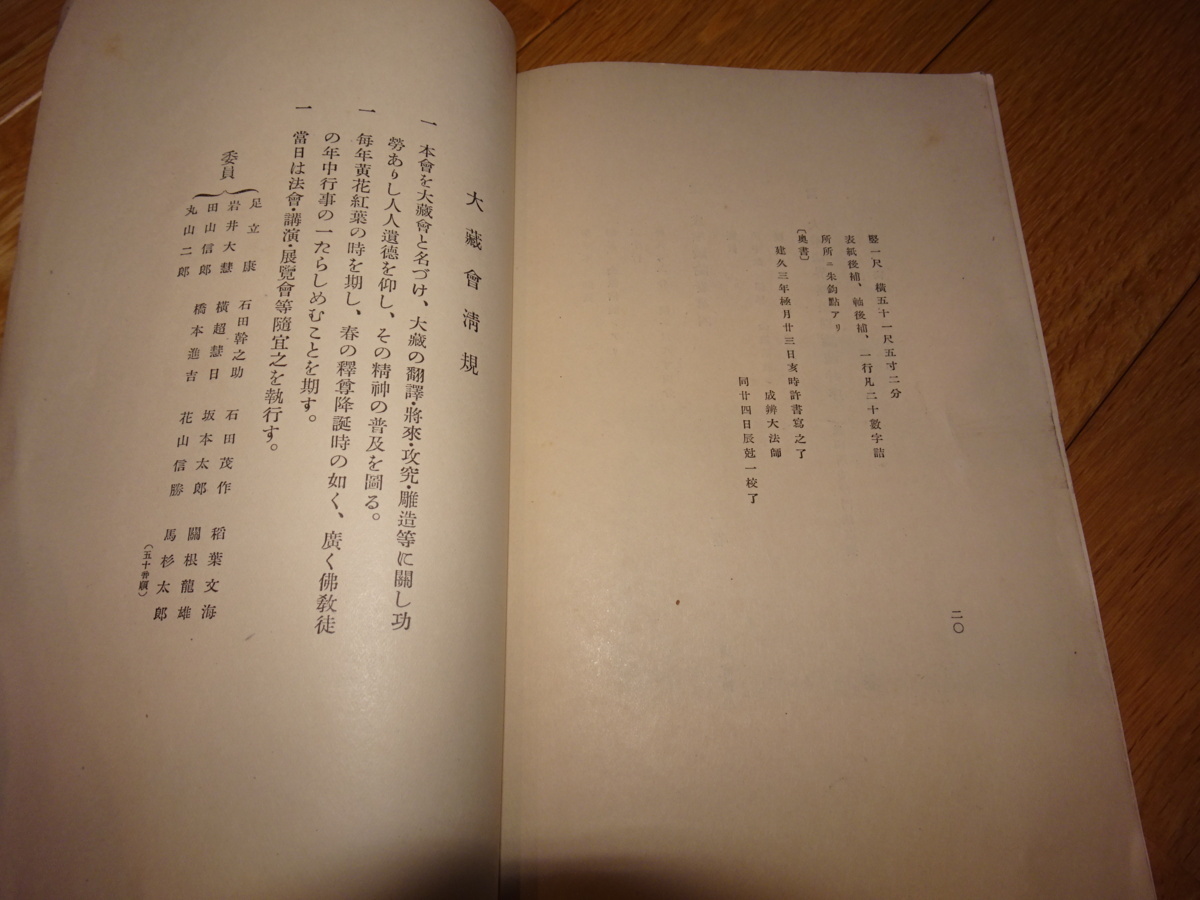 竪一尺 横五十一尺五寸二分
表紙後補、軸後補、一行凡二十數字詰
所所ニ朱鈎點アリ
〔奥書〕
建久三年極月廿三日亥時許書寫之了
成辨大法師
同廿四日辰尅一校了
二〇
大藏會淸規
一 本會を大藏會と名づけ、大藏の翻譯・將來・攻究・雕造等に關し功
勞ありし人人遺德を仰し、その精神の普及を圖る。
一 每年黃花紅葉の時を期し、春の釋尊降誕時の如く、廣く佛敎徒
の年中行事の一たらしめむことを期す。
一 當日は法會・講演・展覽會等隨宜之を執行す。
委員
足立康 石田幹之助 石田茂作 稻葉文海
岩井大慧 橫超慧日 坂本太郎 關根龍雄
田山信郎 橋本進吉 花山信勝 馬杉太郎
丸山二郎
(五十音順)